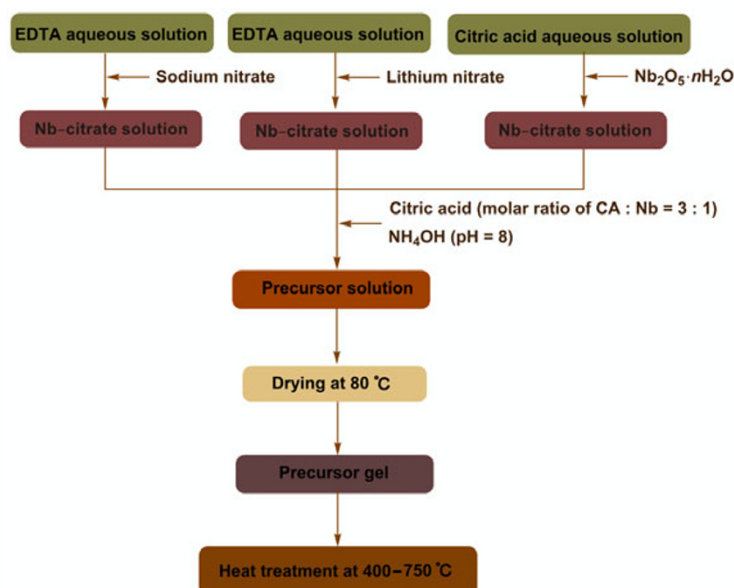 EDTA aqueous solution
EDTA aqueous solution
Citric acid aqueous solution
Sodium nitrate
Lithium nitrate
Nb₂O₅·nH₂O
Nb−citrate solution
Nb−citrate solution
Nb−citrate solution
Citric acid (molar ratio of CA : Nb = 3 : 1)
NH₄OH (pH = 8)
Precursor solution
Drying at 80 ℃
Precursor gel
Heat treatment at 400−750 ℃